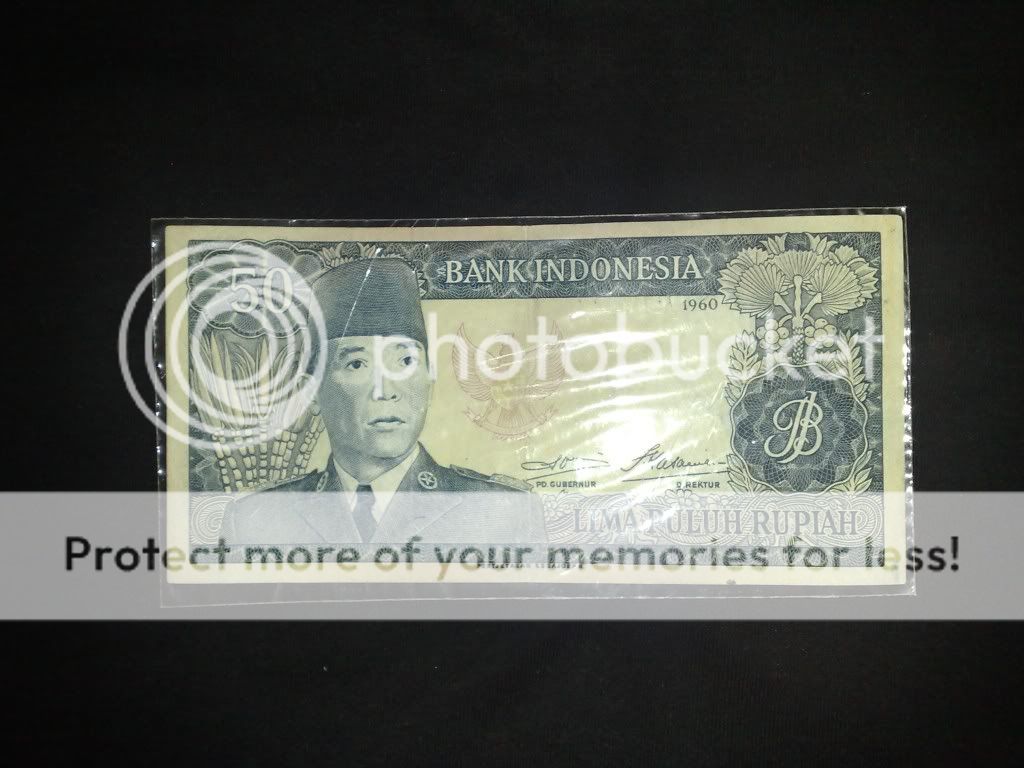 50
BANK INDONESIA
1960
photobucket
PD. GUBERNUR
DIREKTUR
LIMA PULUH RUPIAH
Protect more of your memories for less!